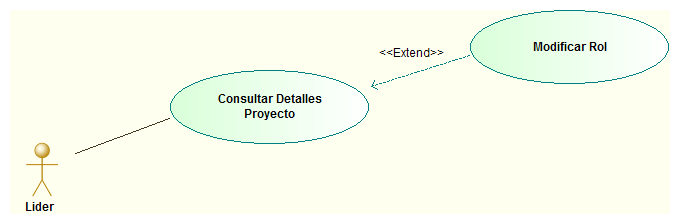 <<Extend>>
Modificar Rol
Consultar Detalles
Proyecto
Lider